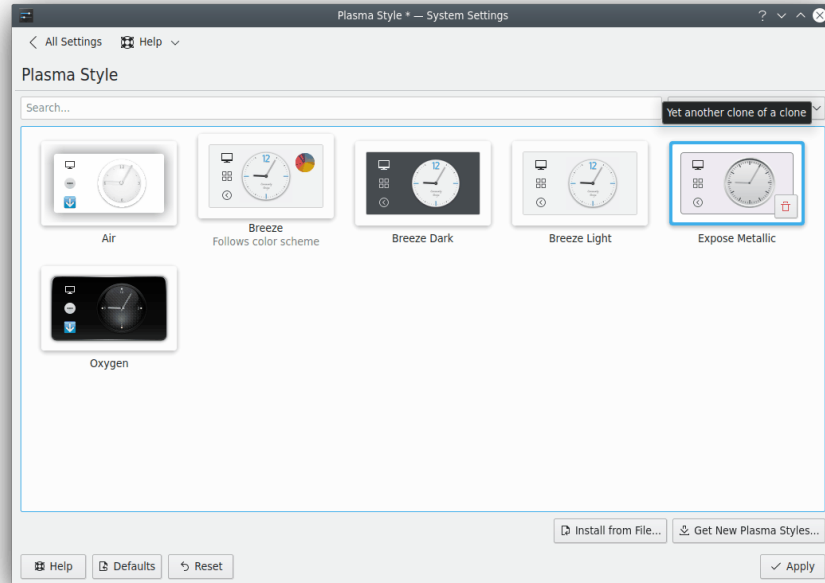 Plasma Style * — System Settings
All Settings
Help
Plasma Style
Search...
Yet another clone of a clone
12
12
12
Air
Breeze
Follows color scheme
Breeze Dark
Breeze Light
Expose Metallic
Oxygen
Install from File...
Get New Plasma Styles...
Help
Defaults
Reset
Apply